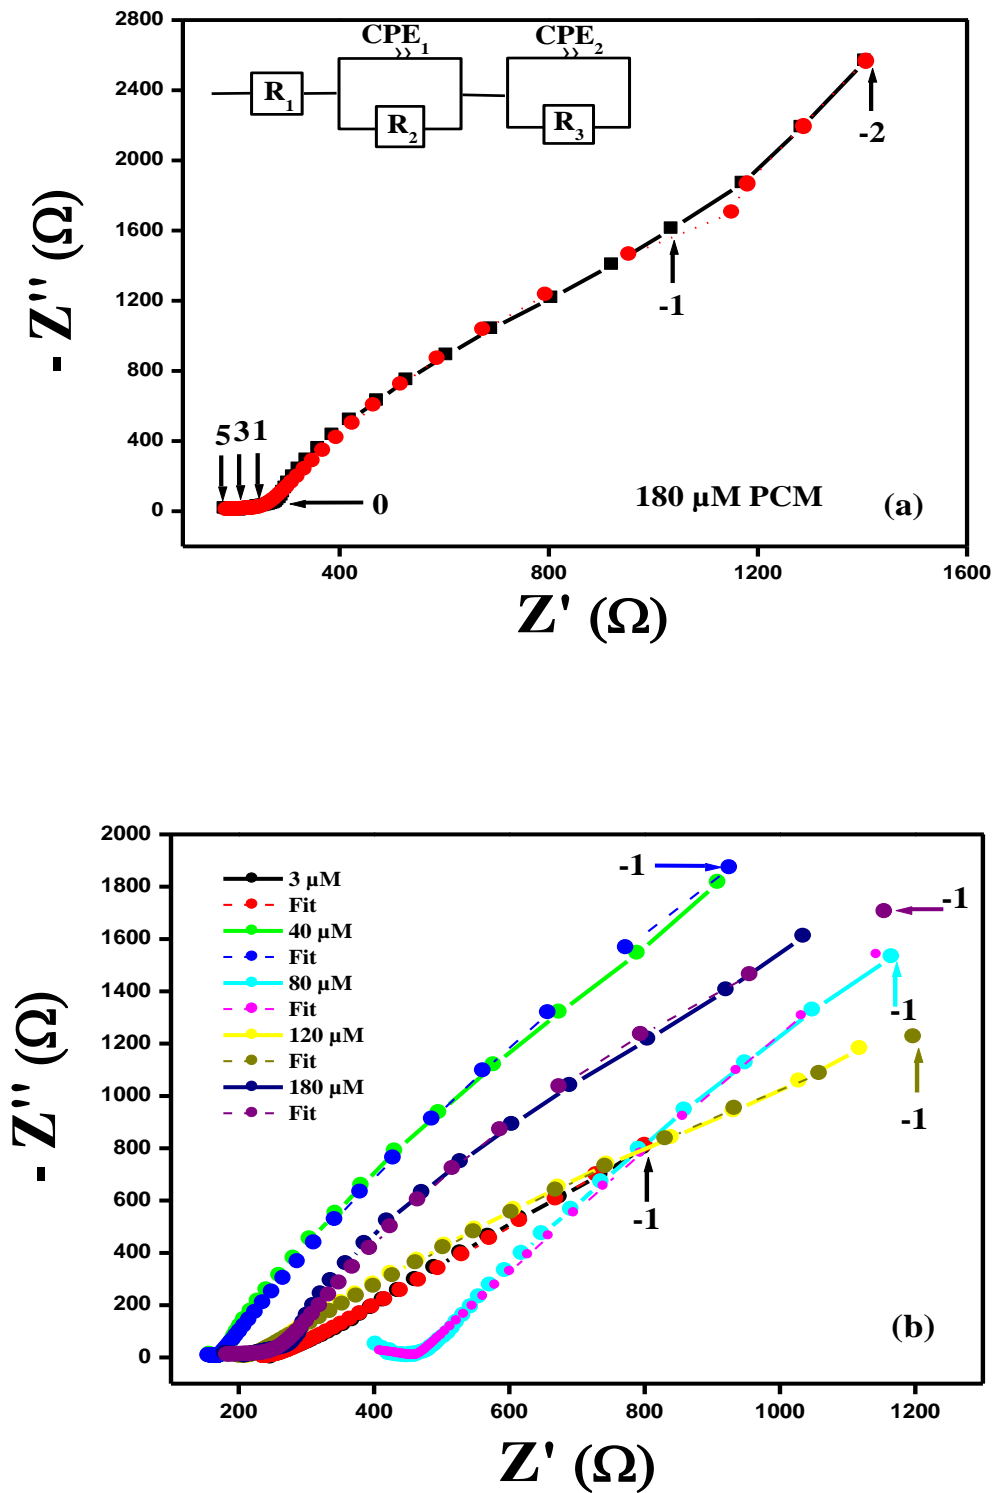 2800
2400
2000
1600
1200
800
400
0
- Z'' (Ω)
CPE1
CPE2
R1
R2
R3
-2
-1
5 3 1
0
180 µM PCM
(a)
400 800 1200 1600
Z' (Ω)
2000
1800
1600
1400
1200
1000
800
600
400
200
0
- Z'' (Ω)
3 µM
Fit
40 µM
Fit
80 µM
Fit
120 µM
Fit
180 µM
Fit
-1
-1
-1
-1
-1
(b)
200 400 600 800 1000 1200
Z' (Ω)